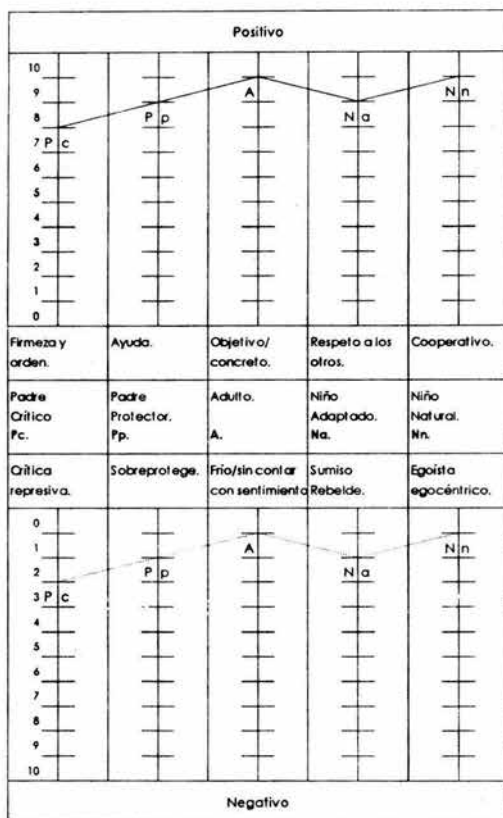 Positivo
10
9
8
7
6
5
4
3
2
1
0
P c
P p
A
N a
N n
Firmeza y
orden.
Ayuda.
Objetivo/
concreto.
Respeto a los
otros.
Cooperativo.
Padre
Crítico
Pc.
Padre
Protector.
Pp.
Adulto.
A.
Niño
Adaptado.
Na.
Niño
Natural.
Nn.
Crítica
represiva.
Sobreprotege.
Frío/sin contar
con sentimiento
Sumiso
Rebelde.
Egoísta
egocéntrico.
0
1
2
3
4
5
6
7
8
9
10
P c
P p
A
N a
N n
Negativo